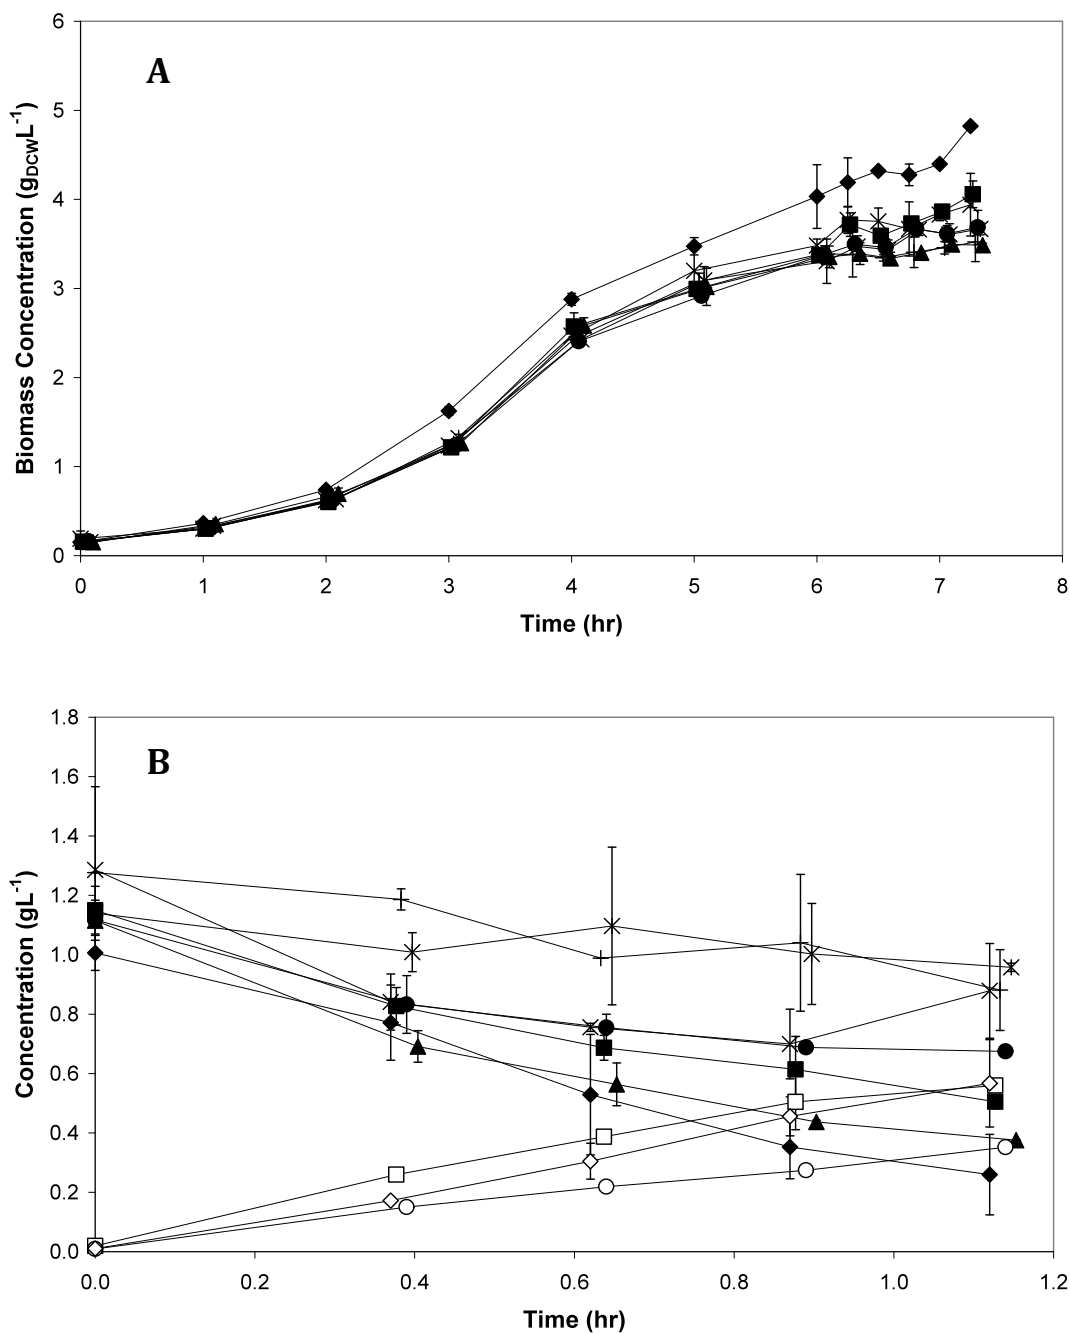 6
A
5
4
3
2
1
0
Biomass Concentration (gDCWL-1)
0 1 2 3 4 5 6 7 8
Time (hr)
1.8
B
1.6
1.4
1.2
1.0
0.8
0.6
0.4
0.2
0.0
Concentration (gL-1)
0.0 0.2 0.4 0.6 0.8 1.0 1.2
Time (hr)